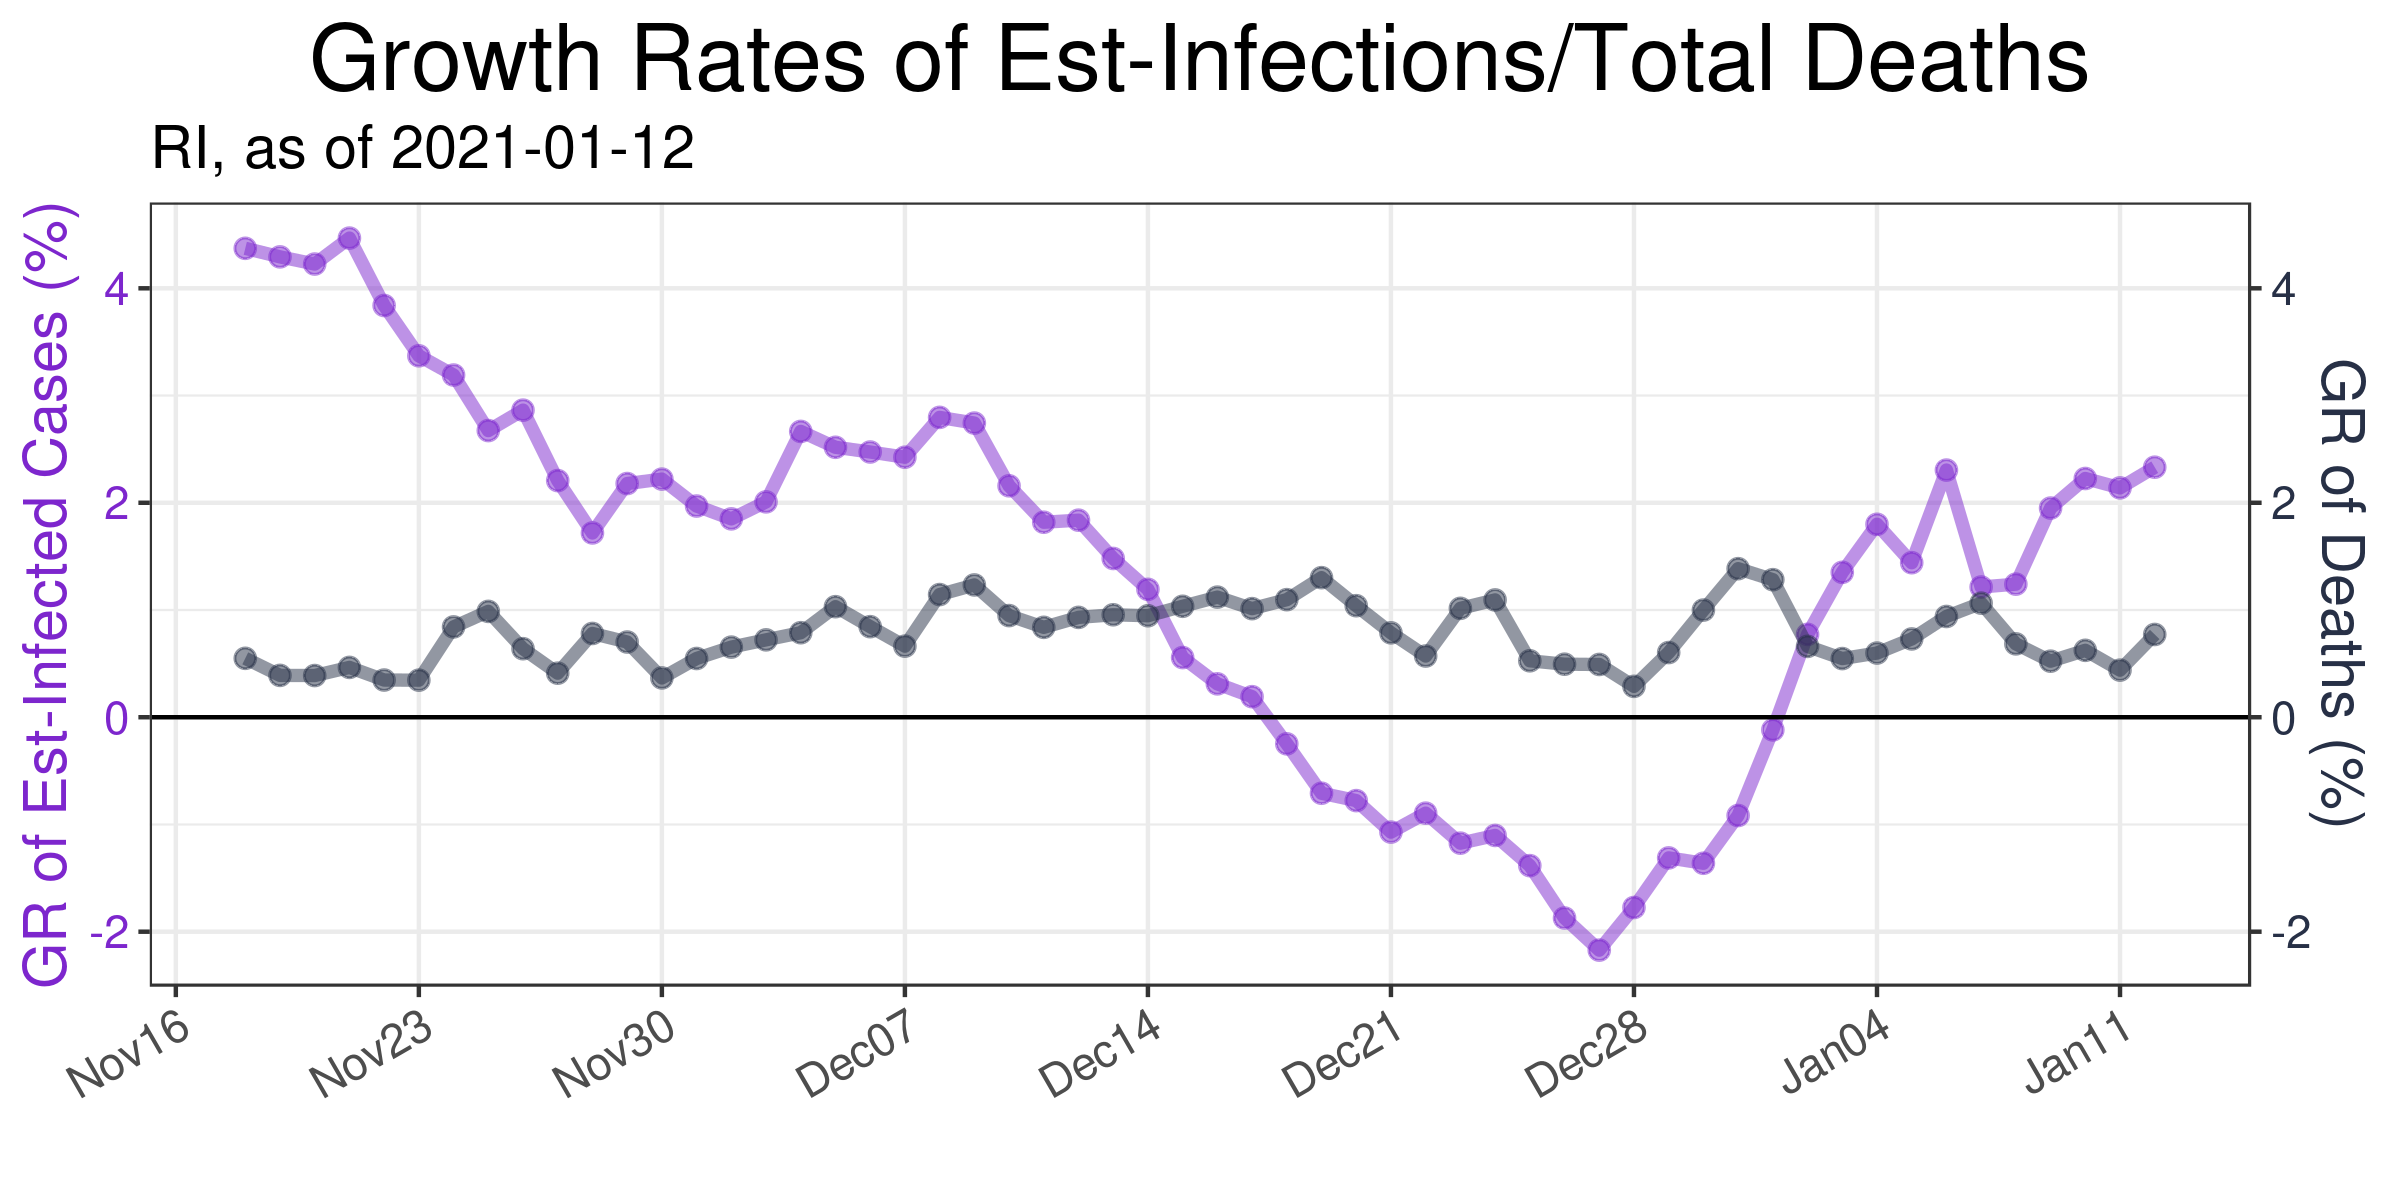 Growth Rates of Est-Infections/Total Deaths
RI, as of 2021-01-12
GR of Est-Infected Cases (%)
4
2
0
-2
4
2
0
-2
GR of Deaths (%)
Nov16
Nov23
Nov30
Dec07
Dec14
Dec21
Dec28
Jan04
Jan11